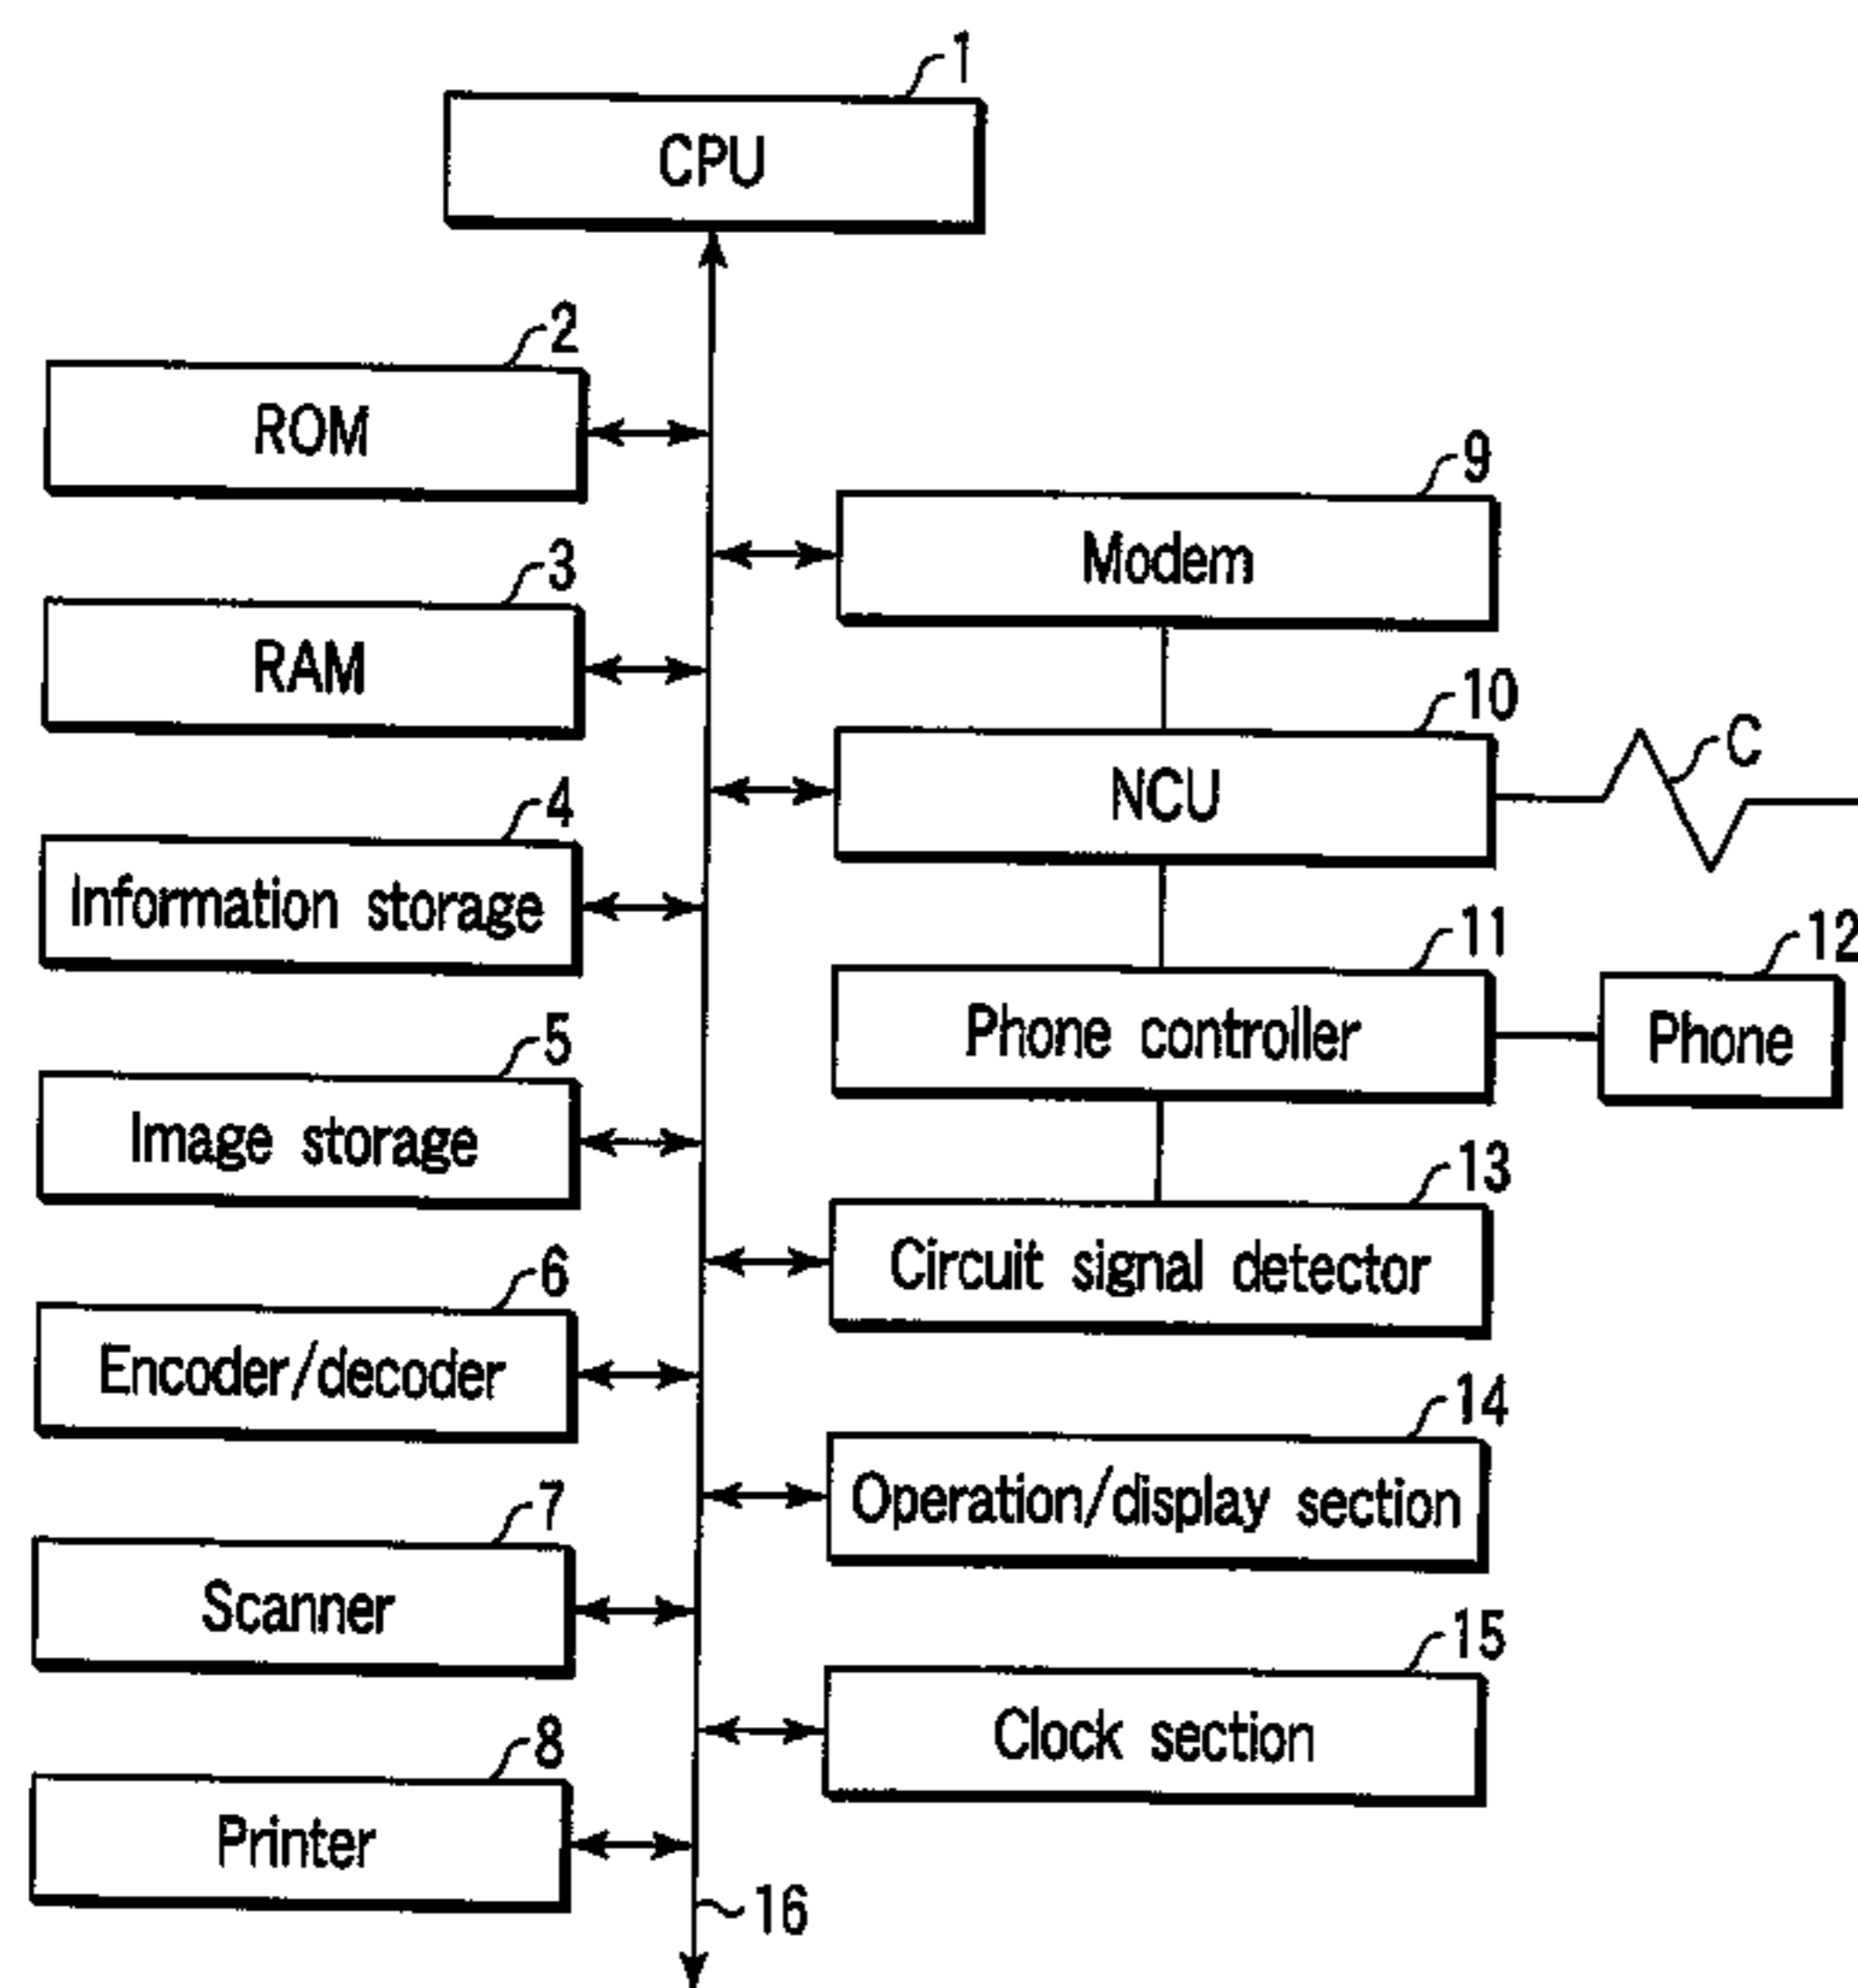 1
CPU
2
ROM
3
RAM
4
Information storage
5
Image storage
6
Encoder/decoder
7
Scanner
8
Printer
9
Modem
10
NCU
C
11
Phone controller
12
Phone
13
Circuit signal detector
14
Operation/display section
15
Clock section
16